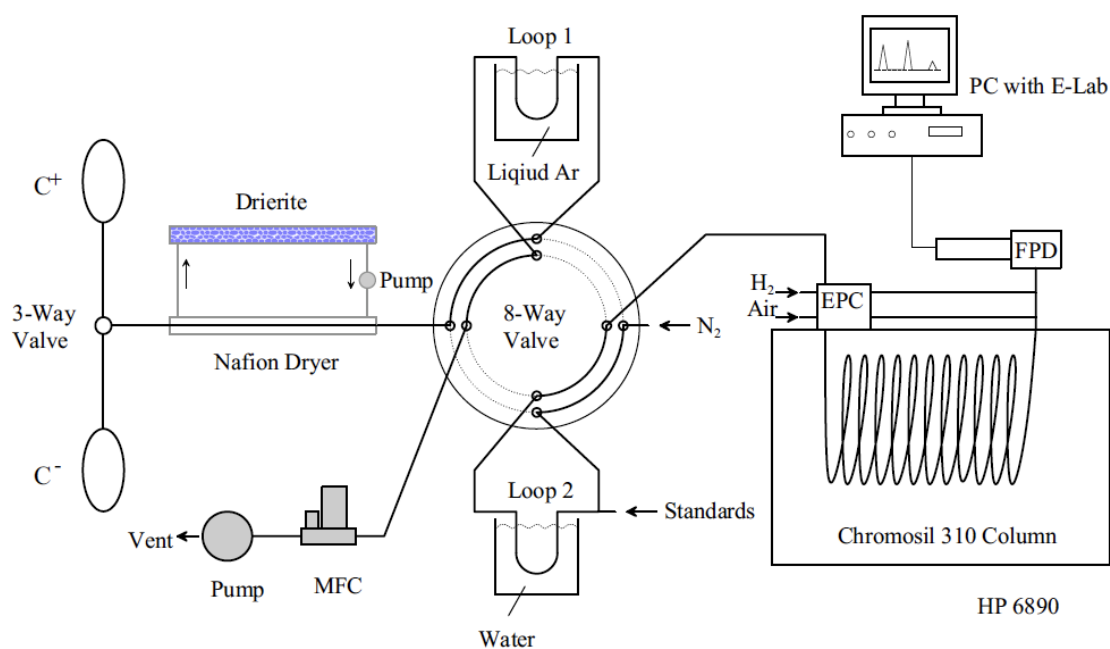 Loop 1
PC with E-Lab
Liqiud Ar
C+
Drierite
FPD
Pump
H2
EPC
Air
3-Way
Valve
8-Way
Valve
N2
Nafion Dryer
C-
Loop 2
Standards
Vent
Chromosil 310 Column
Pump
MFC
HP 6890
Water